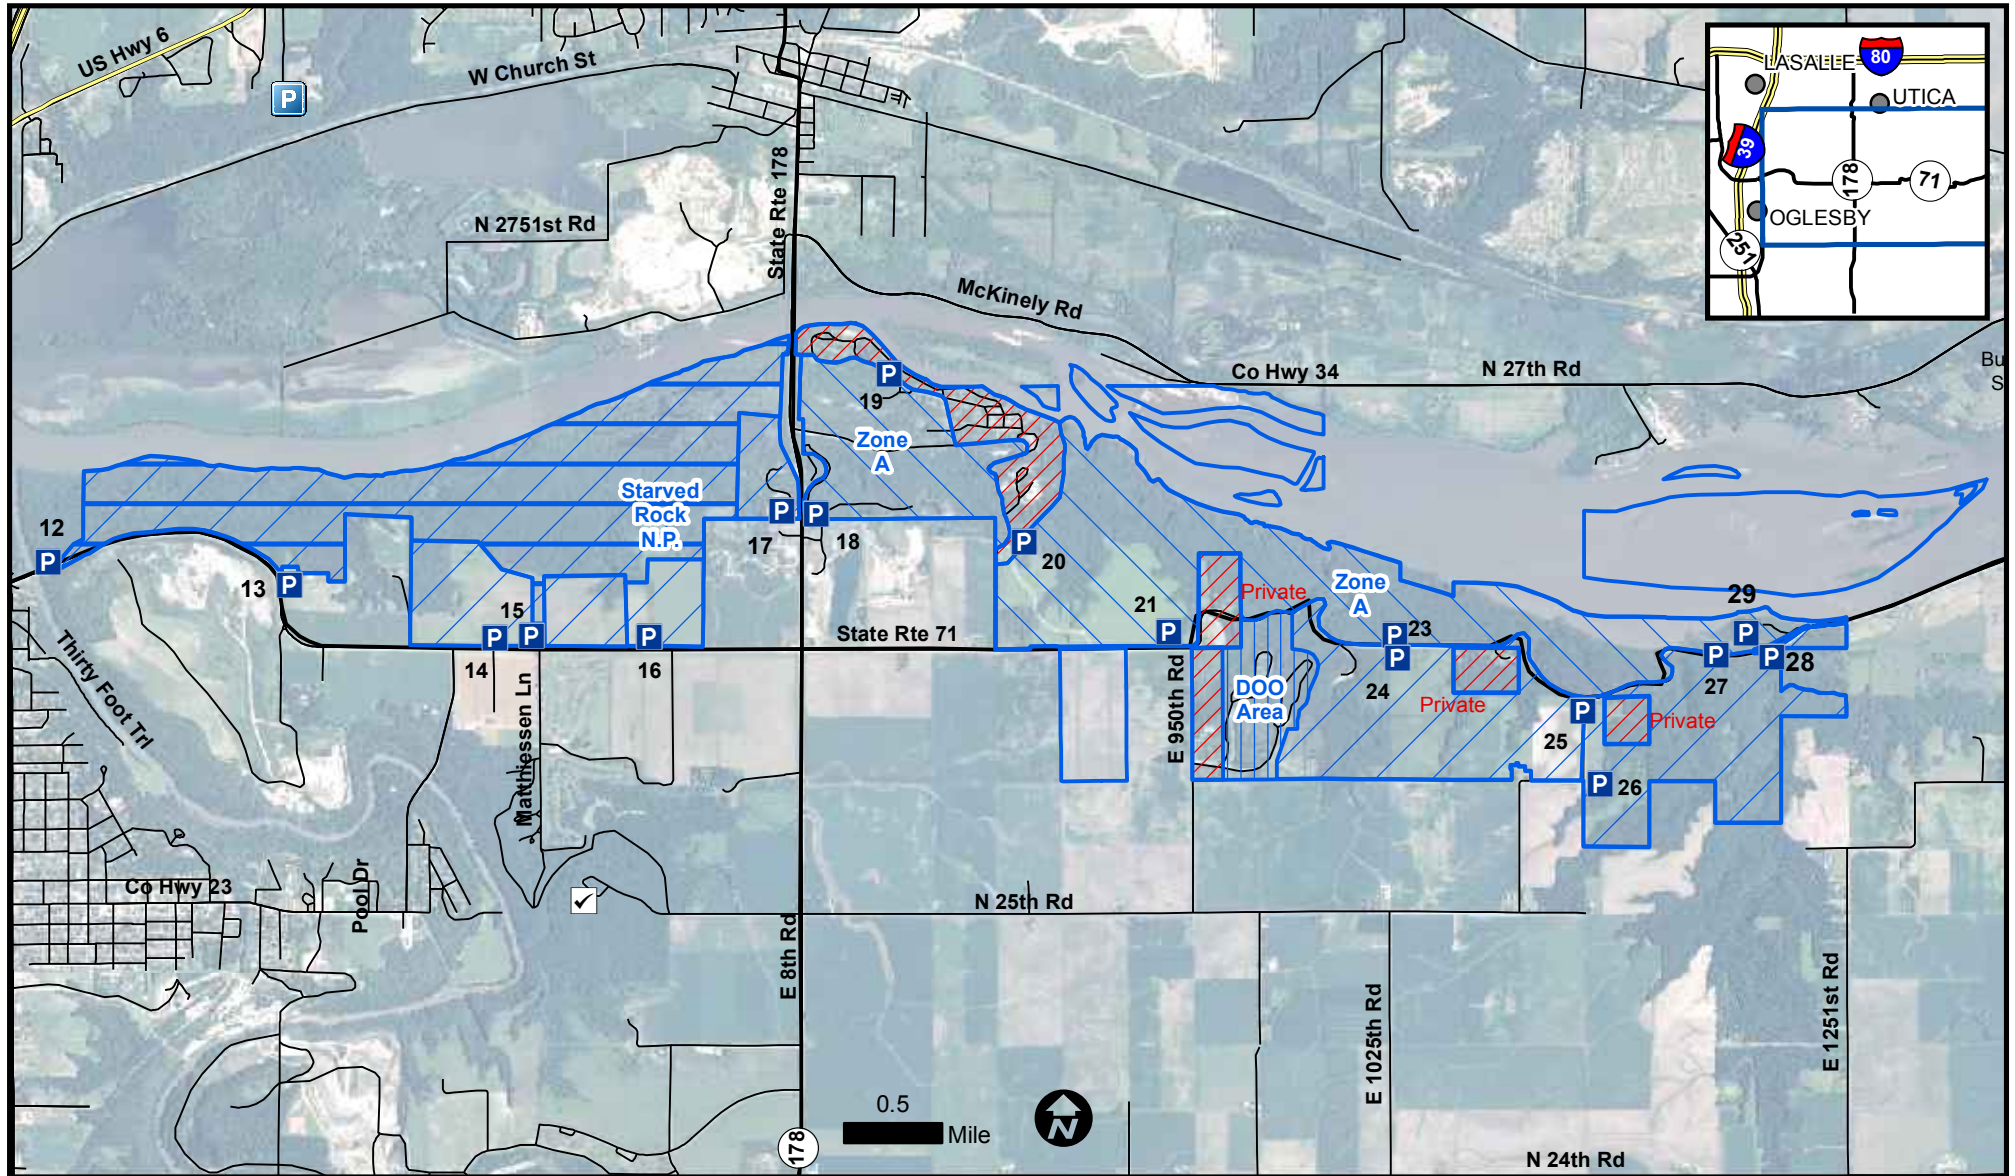 US Hwy 6
W Church St
P
LASALLE
80
UTICA
39
178
71
OGLESBY
251
State Rte 178
N 2751st Rd
McKinely Rd
Co Hwy 34
N 27th Rd
Bu
S
P
19
Zone
A
Starved
Rock
N.P.
12
P
P
17
P
18
P
20
13
P
Private
Zone
A
29
P
15
P
14
P
P
16
State Rte 71
21
P
P
23
P
24
P
27
P
28
Thirty Foot Trl
Matthiessen Ln
E 950th Rd
DOO
Area
Private
P
25
Private
P
26
Co Hwy 23
Pool Dr
N 25th Rd
E 8th Rd
E 1025th Rd
E 1251st Rd
0.5
Mile
N
178
N 24th Rd